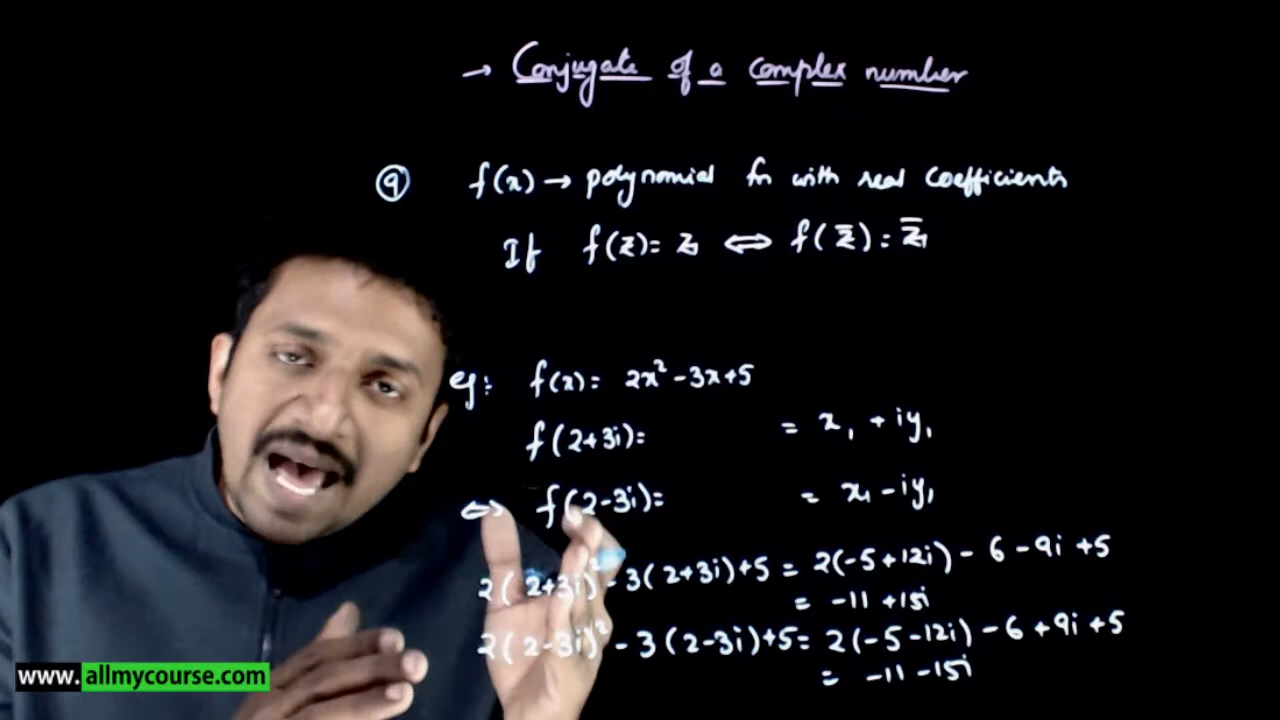 → Conjugate of a complex number
⑨ f(x) → polynomial fn with real coefficients
If f(z) = z₁ ⇔ f(z̄) = z̄₁
eg: f(x) = 2x² - 3x + 5
f(2+3i) = = x₁ + iy₁
⇔ f(2-3i) = = x₁ - iy₁
2(2+3i)² - 3(2+3i) + 5 = 2(-5+12i) - 6 - 9i + 5
= -11 + 15i
2(2-3i)² - 3(2-3i) + 5 = 2(-5-12i) - 6 + 9i + 5
= -11 - 15i
www.allmycourse.com